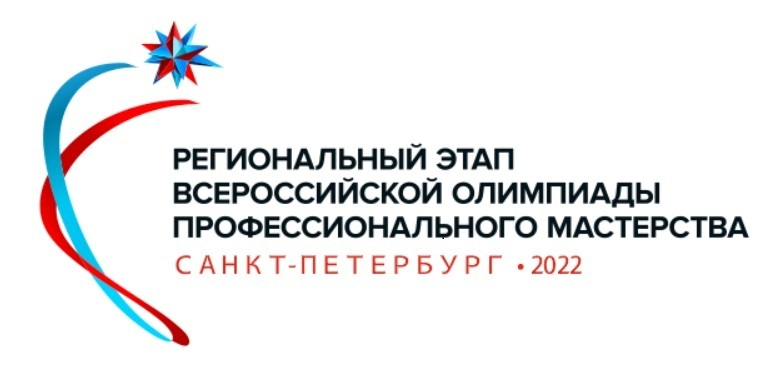 РЕГИОНАЛЬНЫЙ ЭТАП
ВСЕРОССИЙСКОЙ ОЛИМПИАДЫ
ПРОФЕССИОНАЛЬНОГО МАСТЕРСТВА
САНКТ-ПЕТЕРБУРГ • 2022